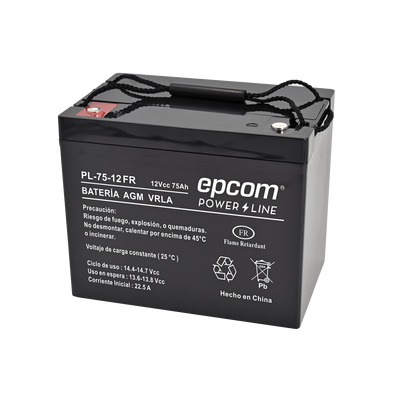 PL-75-12FR
12Vcc 75Ah
BATERÍA AGM VRLA
epcom®
POWER LINE
Precaución:
Riesgo de fuego, explosión, o quemaduras.
No desmontar, calentar por encima de 45°C
o incinerar.
Voltaje de carga constante ( 25 °C )
Ciclo de uso : 14.4-14.7 Vcc
Uso en espera : 13.6-13.8 Vcc
Corriente Inicial : 22.5 A
FR
Flame Retardant
Pb
Hecho en China